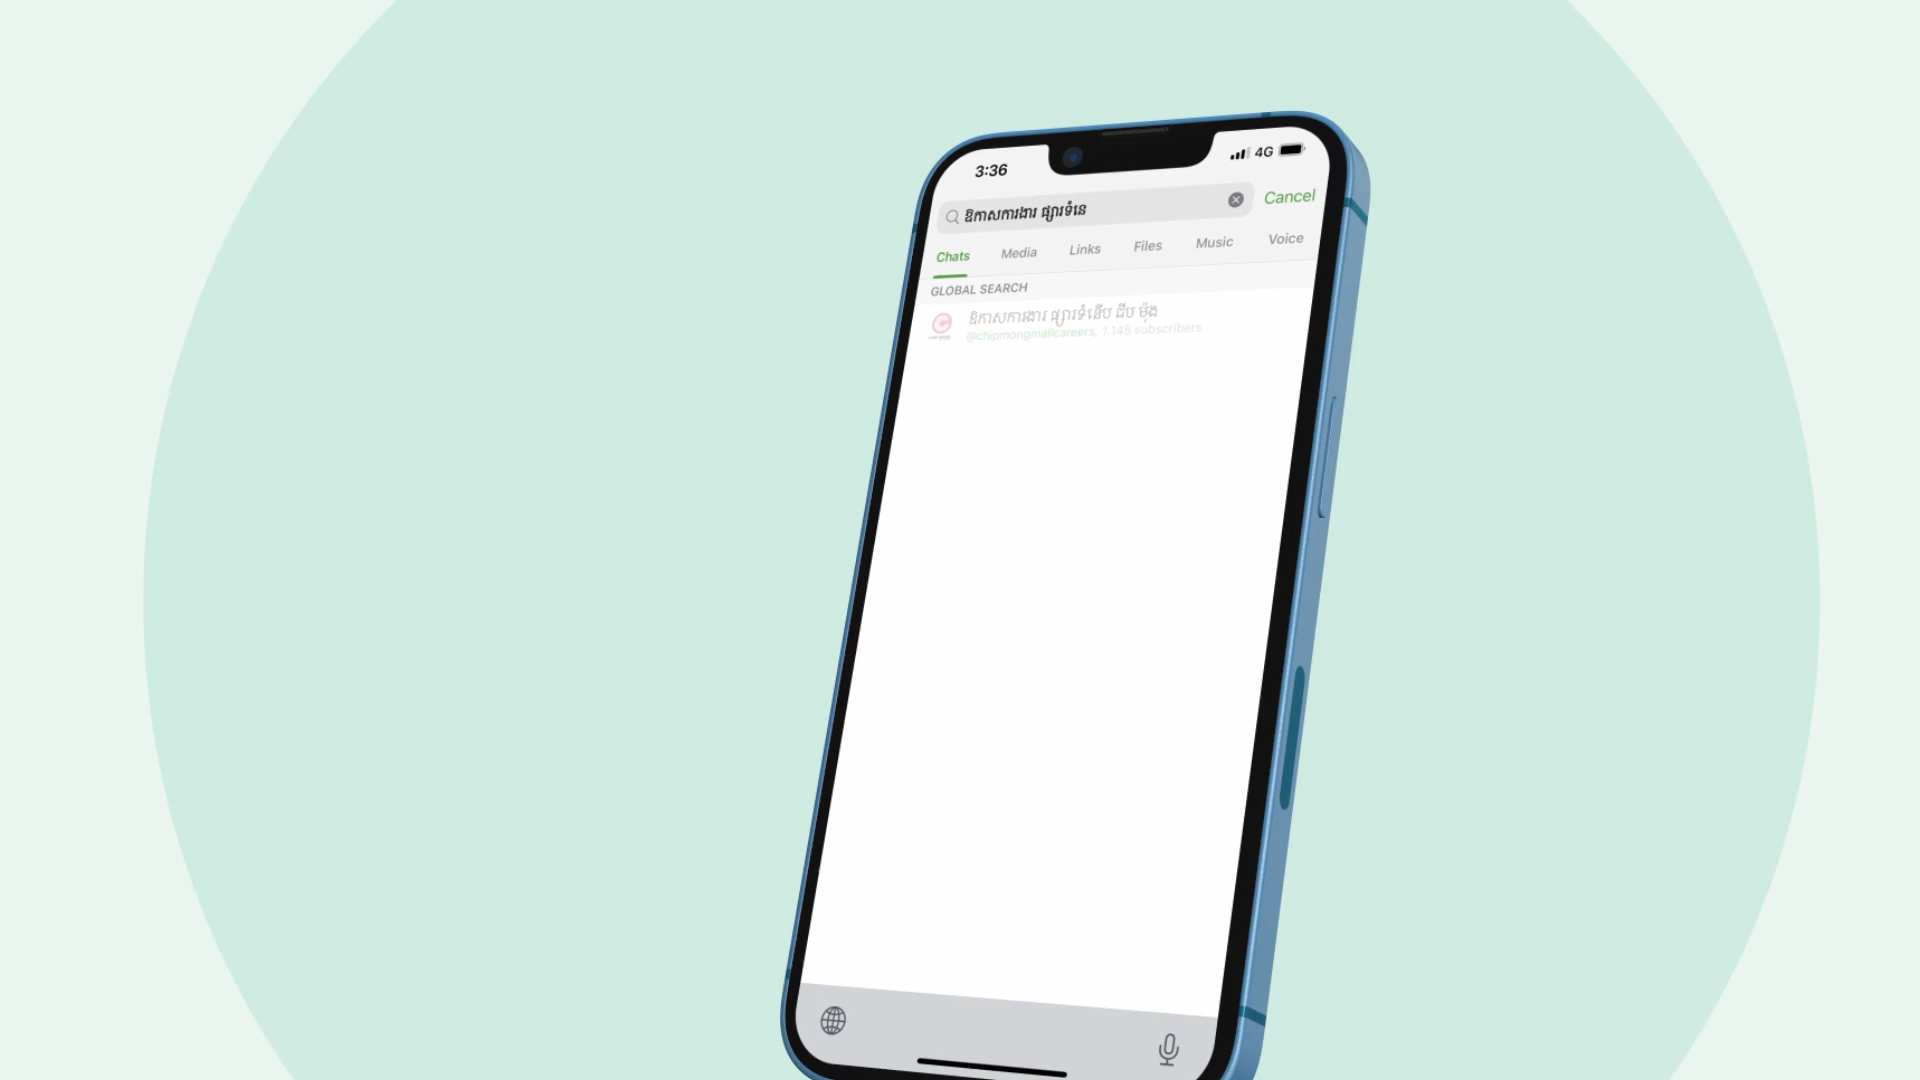 3:36
4G
ឱកាសការងារ ផ្សារទំនេ
Cancel
Chats Media Links Files Music Voice
GLOBAL SEARCH
ឱកាសការងារ ផ្សារទំនើប ជីប ម៉ុង
@chipmongmallcareers, 1 145 subscribers